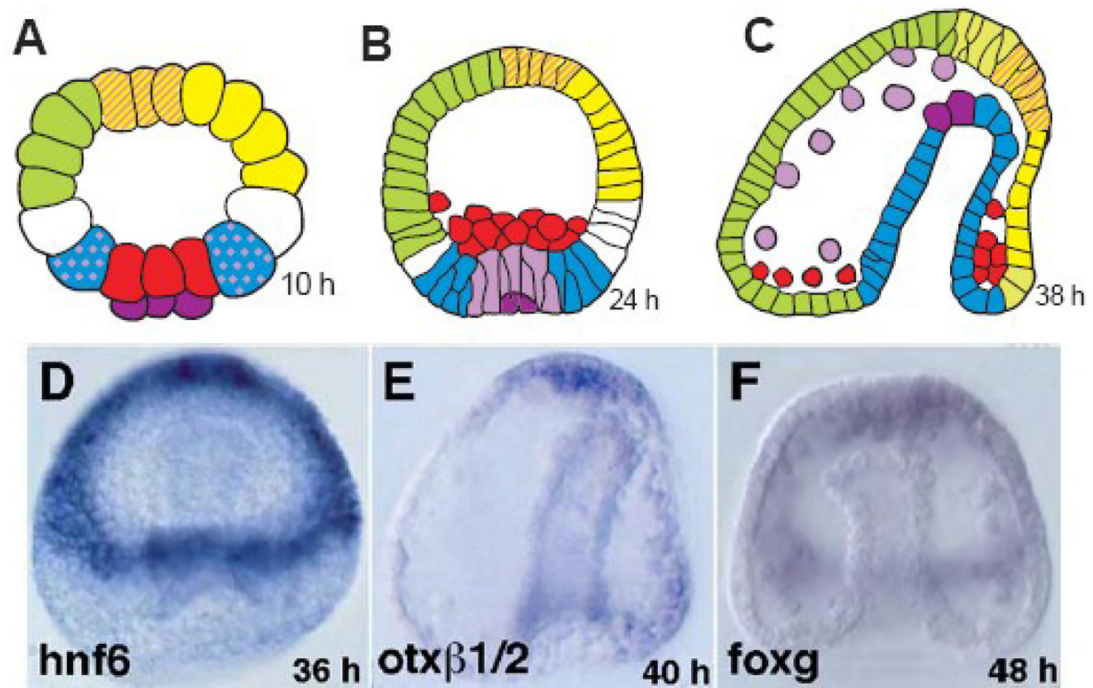 A
B
C
10 h
24 h
38 h
D
E
F
hnf6
36 h
otxβ1/2
40 h
foxg
48 h